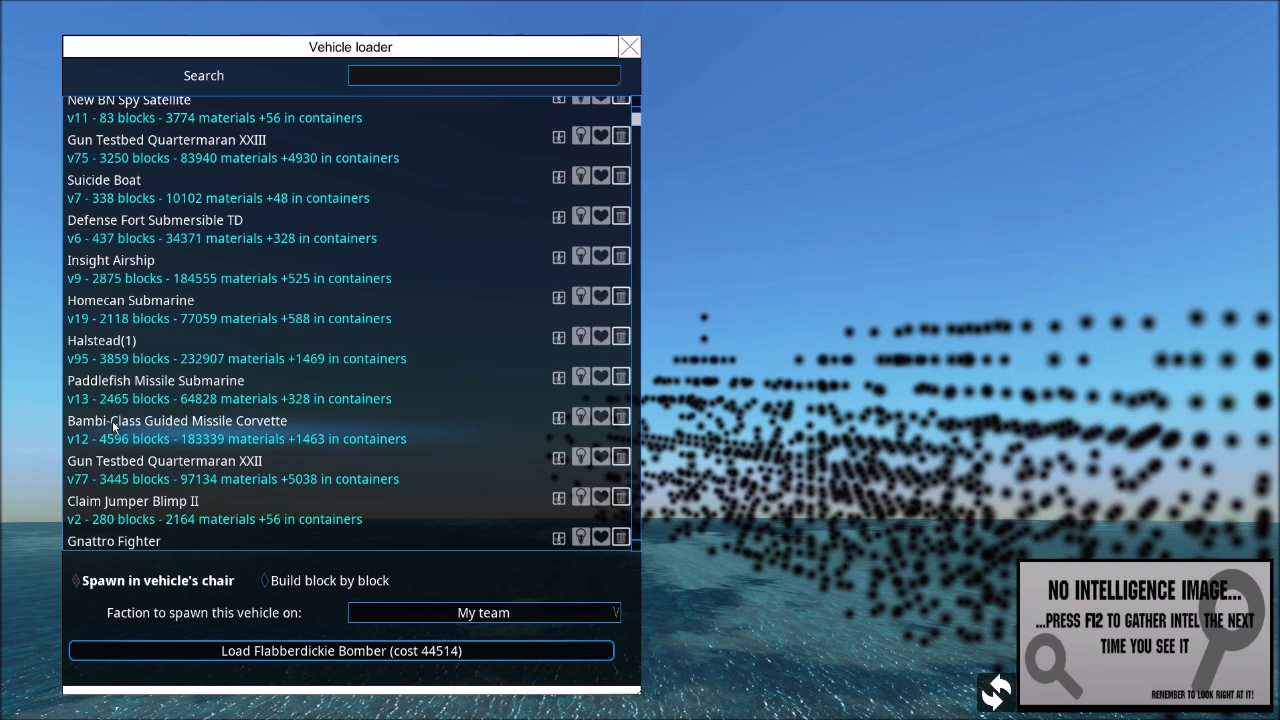 Vehicle loader
Search
New BN Spy Satellite
v11 - 83 blocks - 3774 materials +56 in containers
Gun Testbed Quartermaran XXIII
v75 - 3250 blocks - 83940 materials +4930 in containers
Suicide Boat
v7 - 338 blocks - 10102 materials +48 in containers
Defense Fort Submersible TD
v6 - 437 blocks - 34371 materials +328 in containers
Insight Airship
v9 - 2875 blocks - 184555 materials +525 in containers
Homecan Submarine
v19 - 2118 blocks - 77059 materials +588 in containers
Halstead(1)
v95 - 3859 blocks - 232907 materials +1469 in containers
Paddlefish Missile Submarine
v13 - 2465 blocks - 64828 materials +328 in containers
Bambi-Class Guided Missile Corvette
v12 - 4596 blocks - 183339 materials +1463 in containers
Gun Testbed Quartermaran XXII
v77 - 3445 blocks - 97134 materials +5038 in containers
Claim Jumper Blimp II
v2 - 280 blocks - 2164 materials +56 in containers
Gnattro Fighter
Spawn in vehicle's chair
Build block by block
Faction to spawn this vehicle on:
My team
Load Flabberdickie Bomber (cost 44514)
NO INTELLIGENCE IMAGE...
...PRESS F12 TO GATHER INTEL THE NEXT
TIME YOU SEE IT
REMEMBER TO LOOK RIGHT AT IT!